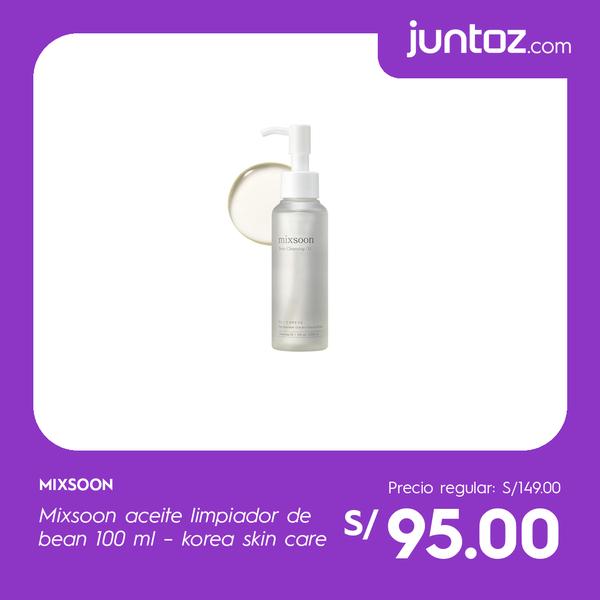 juntoz.com
mixsoon
MIXSOON
Mixsoon aceite limpiador de
bean 100 ml - korea skin care
Precio regular: S/149.00
S/ 95.00